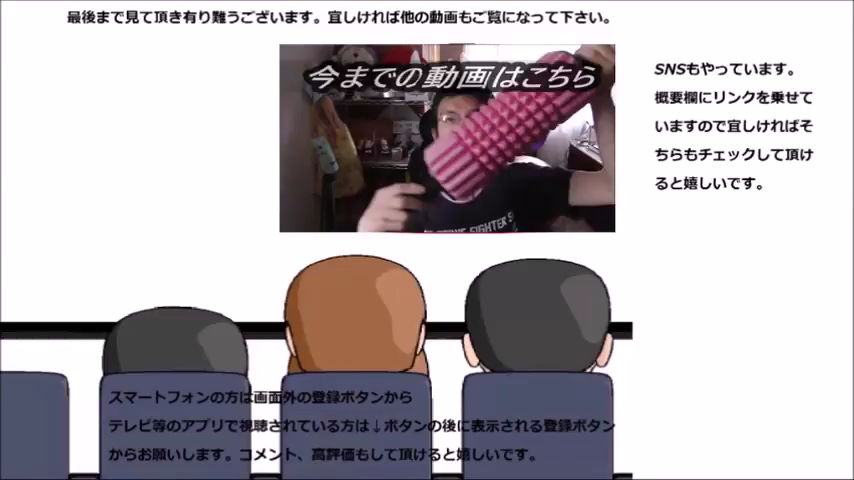 最後まで見て頂き有り難うございます。宜しければ他の動画もご覧になって下さい。
今までの動画はこちら
SNSもやっています。
概要欄にリンクを乗せて
いますので宜しければそ
ちらもチェックして頂け
ると嬉しいです。
FIGHTER
スマートフォンの方は画面外の登録ボタンから
テレビ等のアプリで視聴されている方は↓ボタンの後に表示される登録ボタン
からお願いします。コメント、高評価もして頂けると嬉しいです。